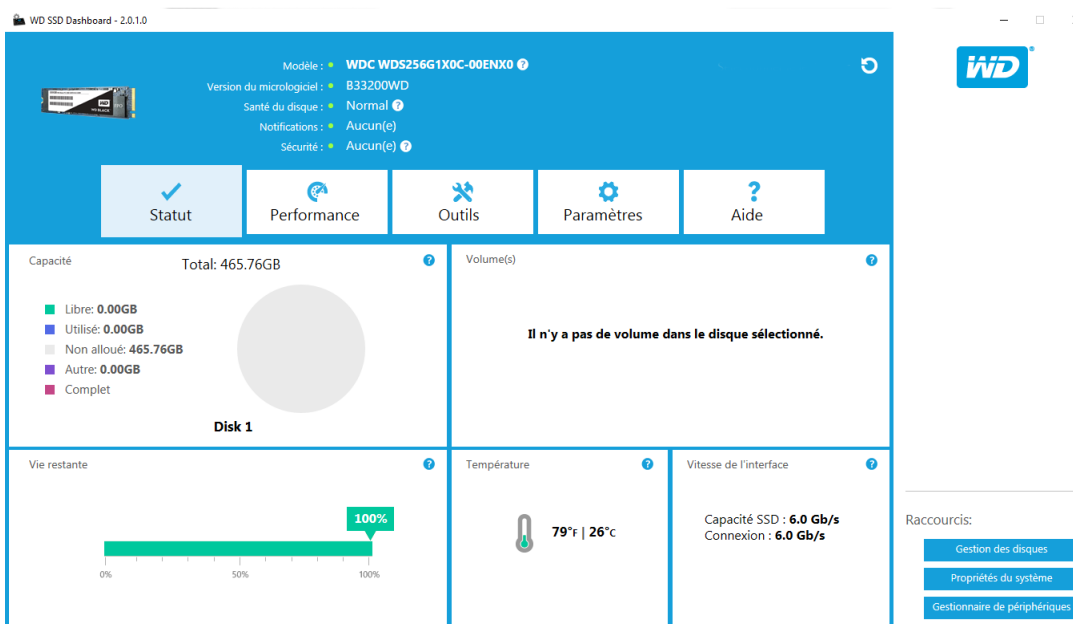 WD SSD Dashboard - 2.0.1.0
WD
Modèle : WDC WDS256G1X0C-00ENX0 ?
Version du micrologiciel : B33200WD
Santé du disque : Normal ?
Notifications : Aucun(e)
Sécurité : Aucun(e) ?
Statut
Performance
Outils
Paramètres
? Aide
Capacité ?
Total: 465.76GB
Libre: 0.00GB
Utilisé: 0.00GB
Non alloué: 465.76GB
Autre: 0.00GB
Complet
Disk 1
Volume(s) ?
Il n'y a pas de volume dans le disque sélectionné.
Vie restante ?
100%
0% 50% 100%
Température ?
79°F | 26°C
Vitesse de l'interface ?
Capacité SSD : 6.0 Gb/s
Connexion : 6.0 Gb/s
Raccourcis:
Gestion des disques
Propriétés du système
Gestionnaire de périphériques